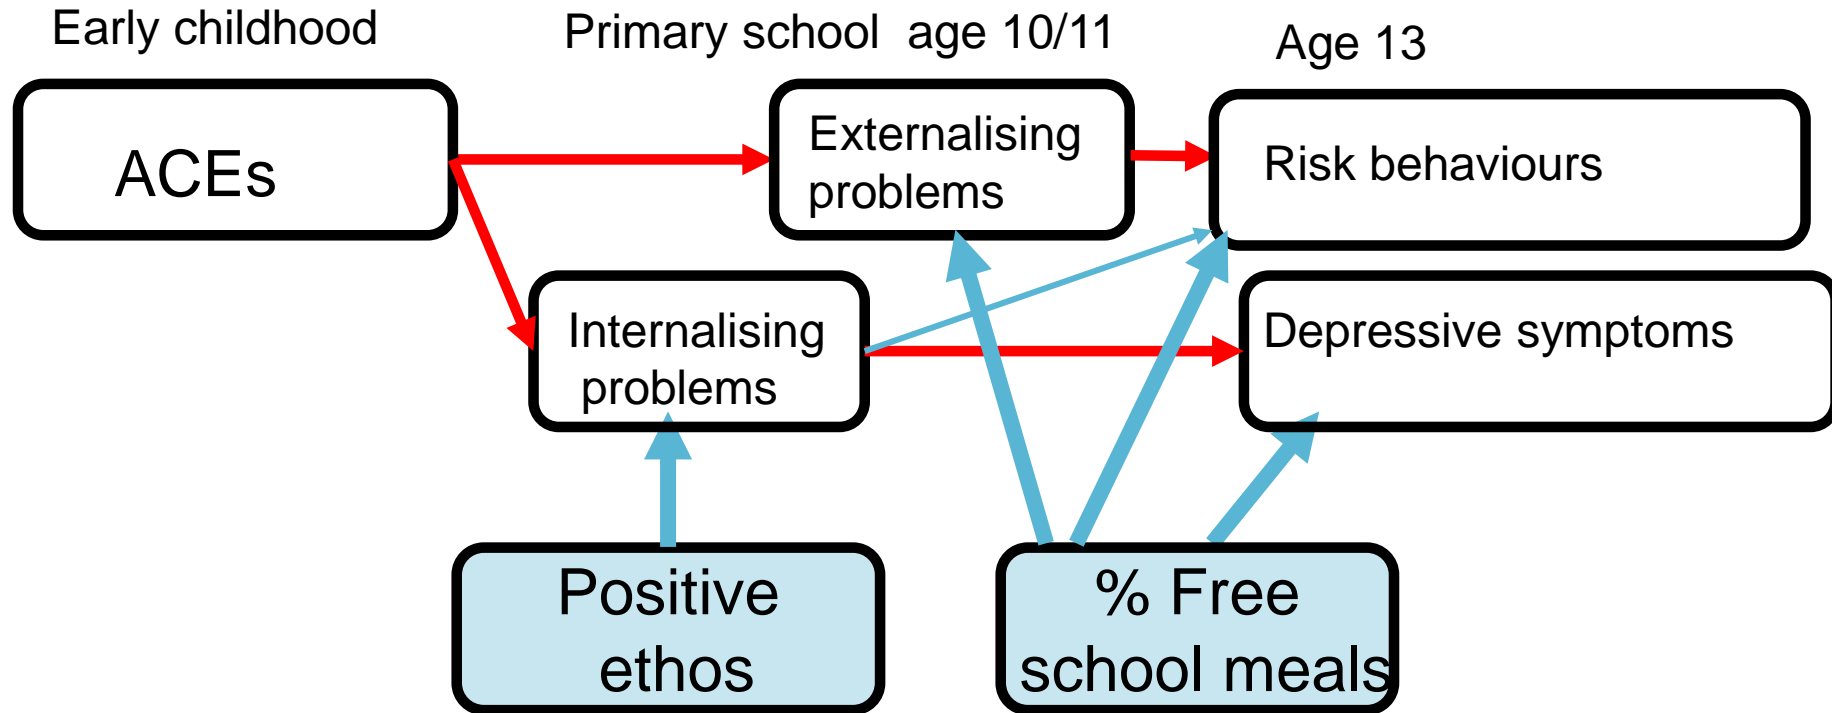 Early childhood
Primary school  age 10/11
Age 13
ACEs
Externalising
problems
Risk behaviours
Internalising
problems
Depressive symptoms
Positive
ethos
% Free
school meals